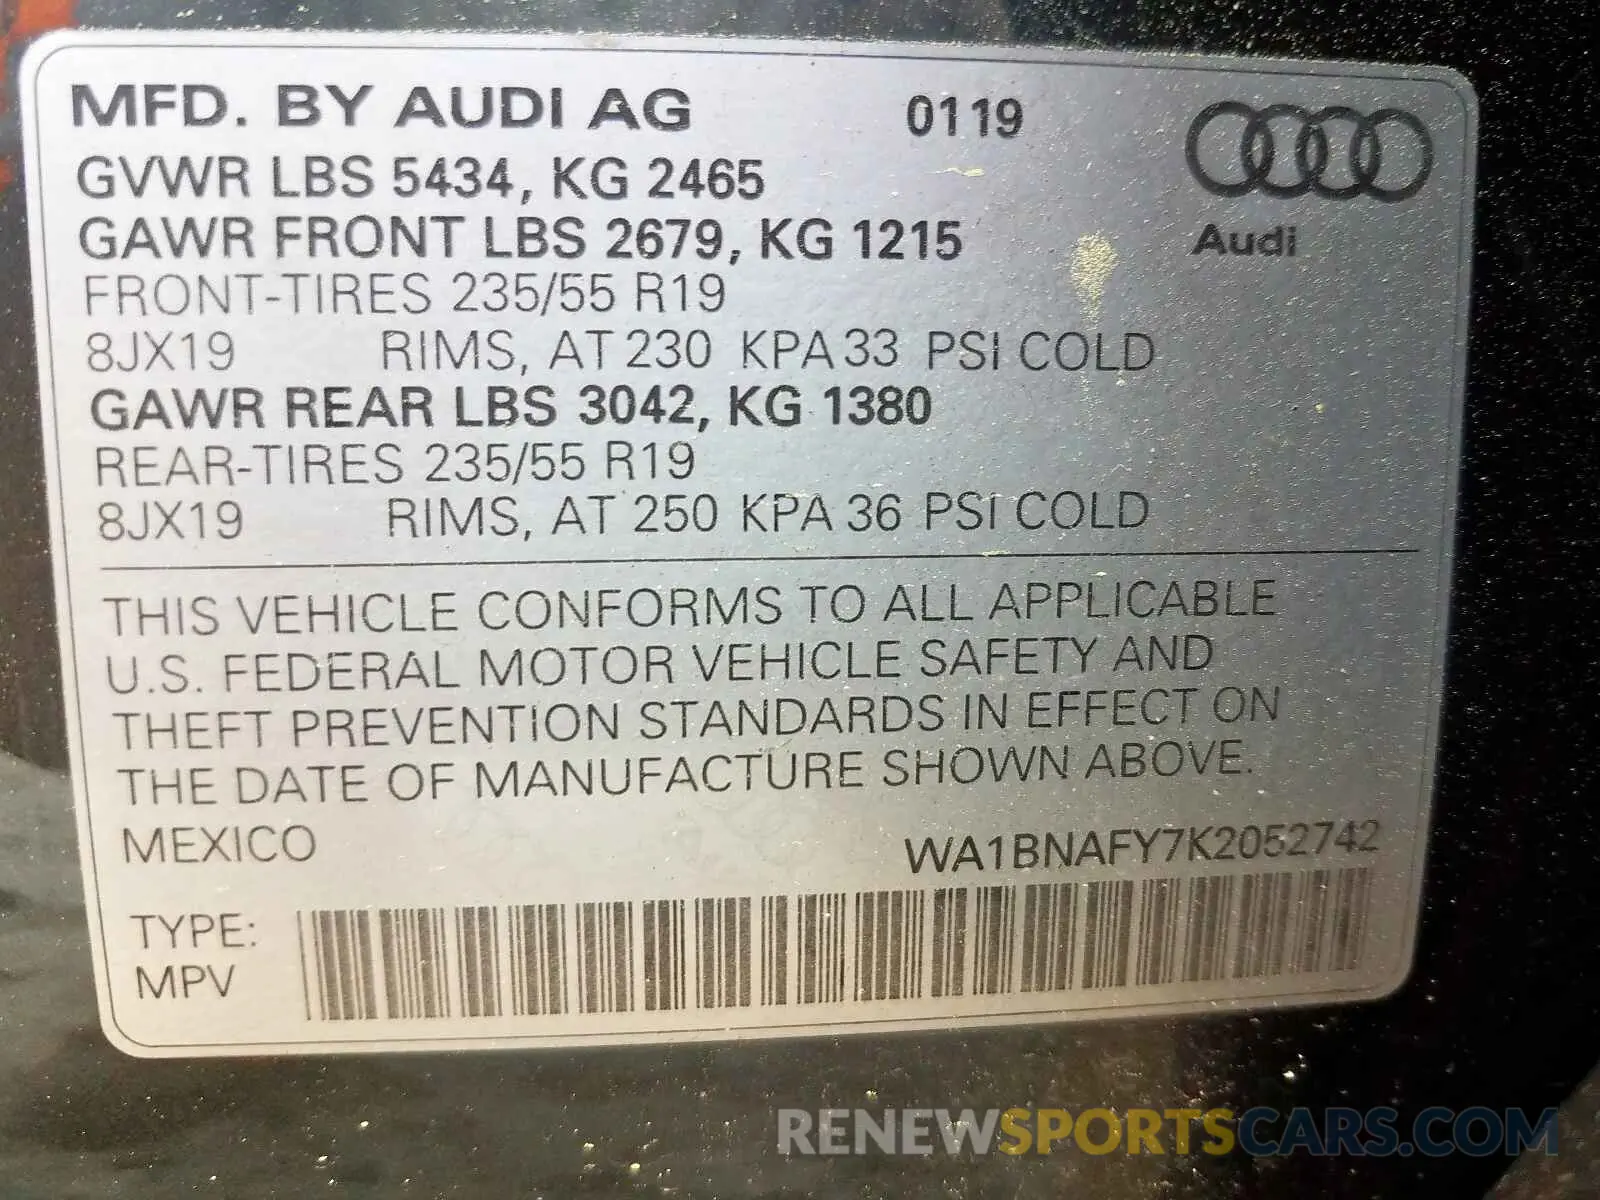 MFD. BY AUDI AG 0119
GVWR LBS 5434, KG 2465
GAWR FRONT LBS 2679, KG 1215
Audi
FRONT-TIRES 235/55 R19
8JX19 RIMS, AT 230 KPA 33 PSI COLD
GAWR REAR LBS 3042, KG 1380
REAR-TIRES 235/55 R19
8JX19 RIMS, AT 250 KPA 36 PSI COLD
THIS VEHICLE CONFORMS TO ALL APPLICABLE
U.S. FEDERAL MOTOR VEHICLE SAFETY AND
THEFT PREVENTION STANDARDS IN EFFECT ON
THE DATE OF MANUFACTURE SHOWN ABOVE.
MEXICO WA1BNAFY7K2052742
TYPE:
MPV
RENEWSPORTSCARS.COM